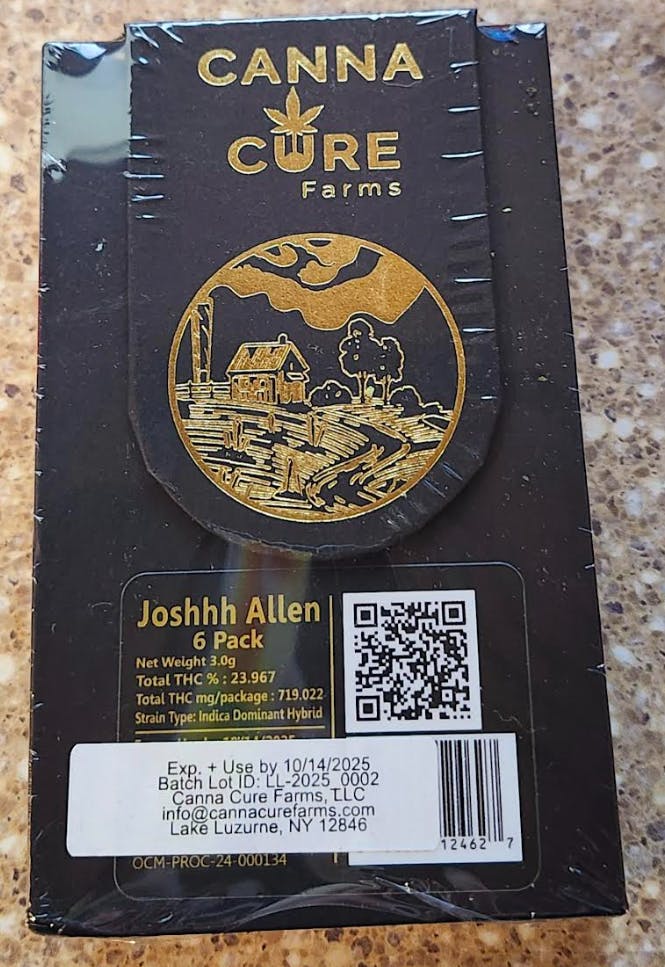 CANNA
CURE
Farms
Joshhh Allen
6 Pack
Net Weight 3.0g
Total THC % : 23.967
Total THC mg/package : 719.022
Strain Type: Indica Dominant Hybrid
Exp. + Use by 10/14/2025
Batch Lot ID: LL-2025_0002
Canna Cure Farms, LLC
info@cannacurefarms.com
Lake Luzurne, NY 12846
12462 7
OCM-PROC-24-000134